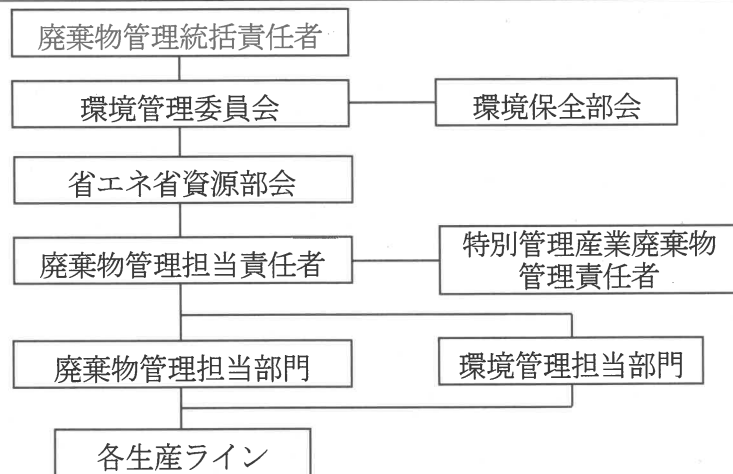 廃棄物管理統括責任者
環境管理委員会
環境保全部会
省エネ省資源部会
廃棄物管理担当責任者
特別管理産業廃棄物
管理責任者
廃棄物管理担当部門
環境管理担当部門
各生産ライン